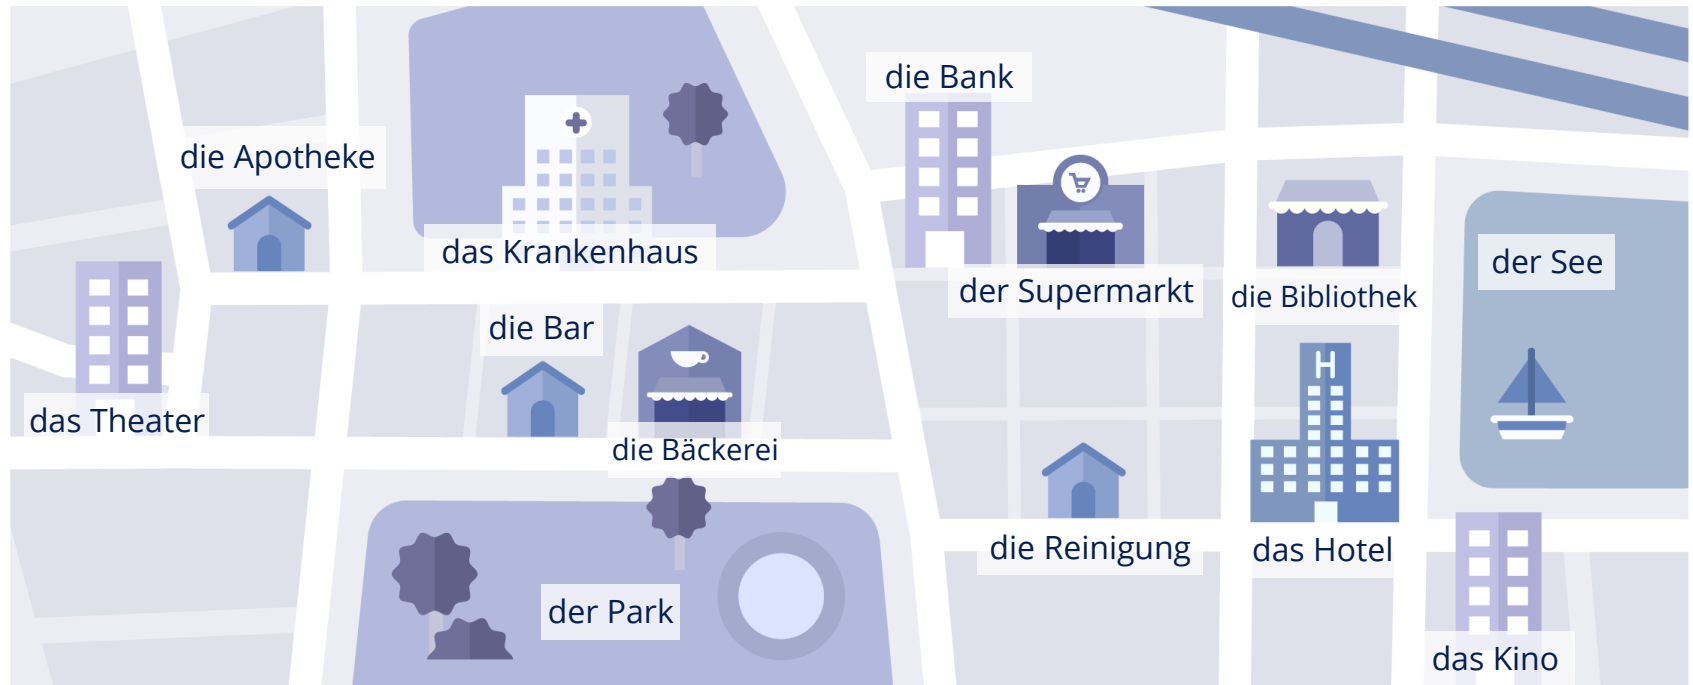 die Bank
die Apotheke
das Krankenhaus
der See
der Supermarkt
die Bibliothek
die Bar
H
das Theater
die Bäckerei
die Reinigung
das Hotel
der Park
das Kino